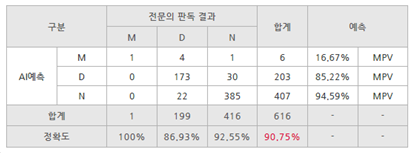 구분 전문의 판독 결과 합계 예측
M D N
AI예측 M 1 4 1 6 16,67% MPV
D 0 173 30 203 85,22% MPV
N 0 22 385 407 94,59% MPV
합계 1 199 416 616 - -
정확도 100% 86,93% 92,55% 90,75% - -